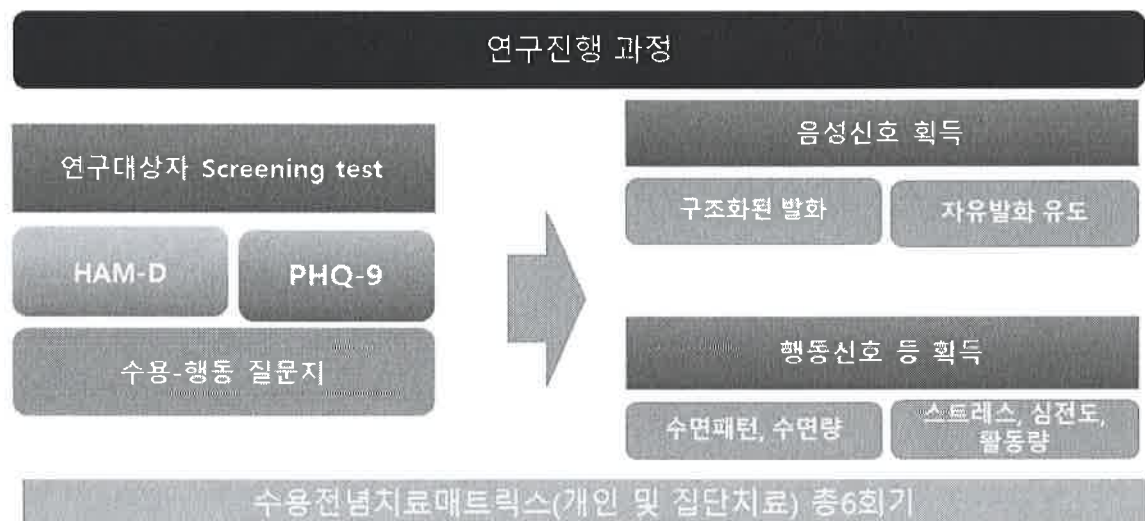 연구진행 과정
연구대상자 Screening test
HAM-D
PHQ-9
수용-행동 질문지
음성신호 획득
구조화된 발화
자유발화 유도
행동신호 등 획득
수면패턴, 수면량
스트레스, 심전도,
활동량
수용전념치료매트릭스(개인 및 집단치료) 총6회기